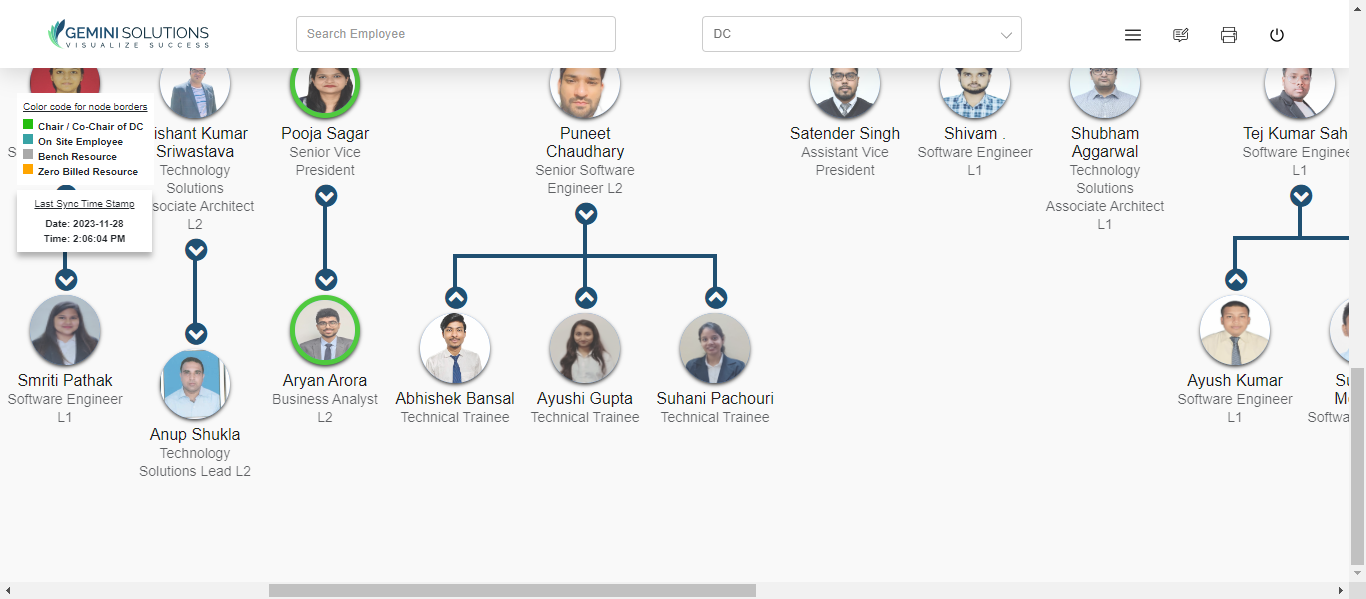 GEMINI SOLUTIONS
VISUALIZE SUCCESS
Search Employee
DC
Color code for node borders
Chair / Co-Chair of DC
On Site Employee
Bench Resource
Zero Billed Resource
Last Sync Time Stamp
Date: 2023-11-28
Time: 2:06:04 PM
S
ishant Kumar
Sriwastava
Technology
Solutions
ssociate Architect
L2
Pooja Sagar
Senior Vice
President
Puneet
Chaudhary
Senior Software
Engineer L2
Satender Singh
Assistant Vice
President
Shivam .
Software Engineer
L1
Shubham
Aggarwal
Technology
Solutions
Associate Architect
L1
Tej Kumar Sah
Software Enginee
L1
Smriti Pathak
Software Engineer
L1
Anup Shukla
Technology
Solutions Lead L2
Aryan Arora
Business Analyst
L2
Abhishek Bansal
Technical Trainee
Ayushi Gupta
Technical Trainee
Suhani Pachouri
Technical Trainee
Ayush Kumar
Software Engineer
L1
Su
M
Softwa